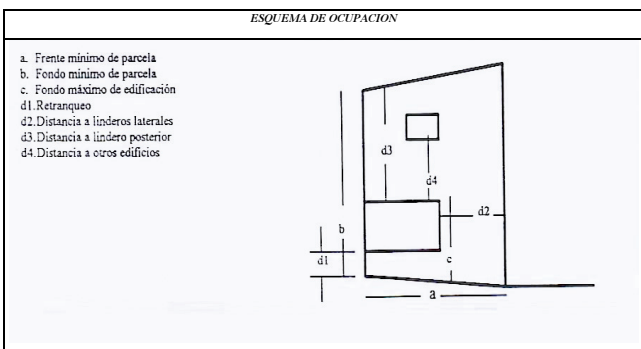 ESQUEMA DE OCUPACION
a. Frente mínimo de parcela
b. Fondo mínimo de parcela
c. Fondo máximo de edificación
d1.Retranqueo
d2.Distancia a linderos laterales
d3.Distancia a lindero posterior
d4.Distancia a otros edificios
d3
d4
d2
b
d1
c
a